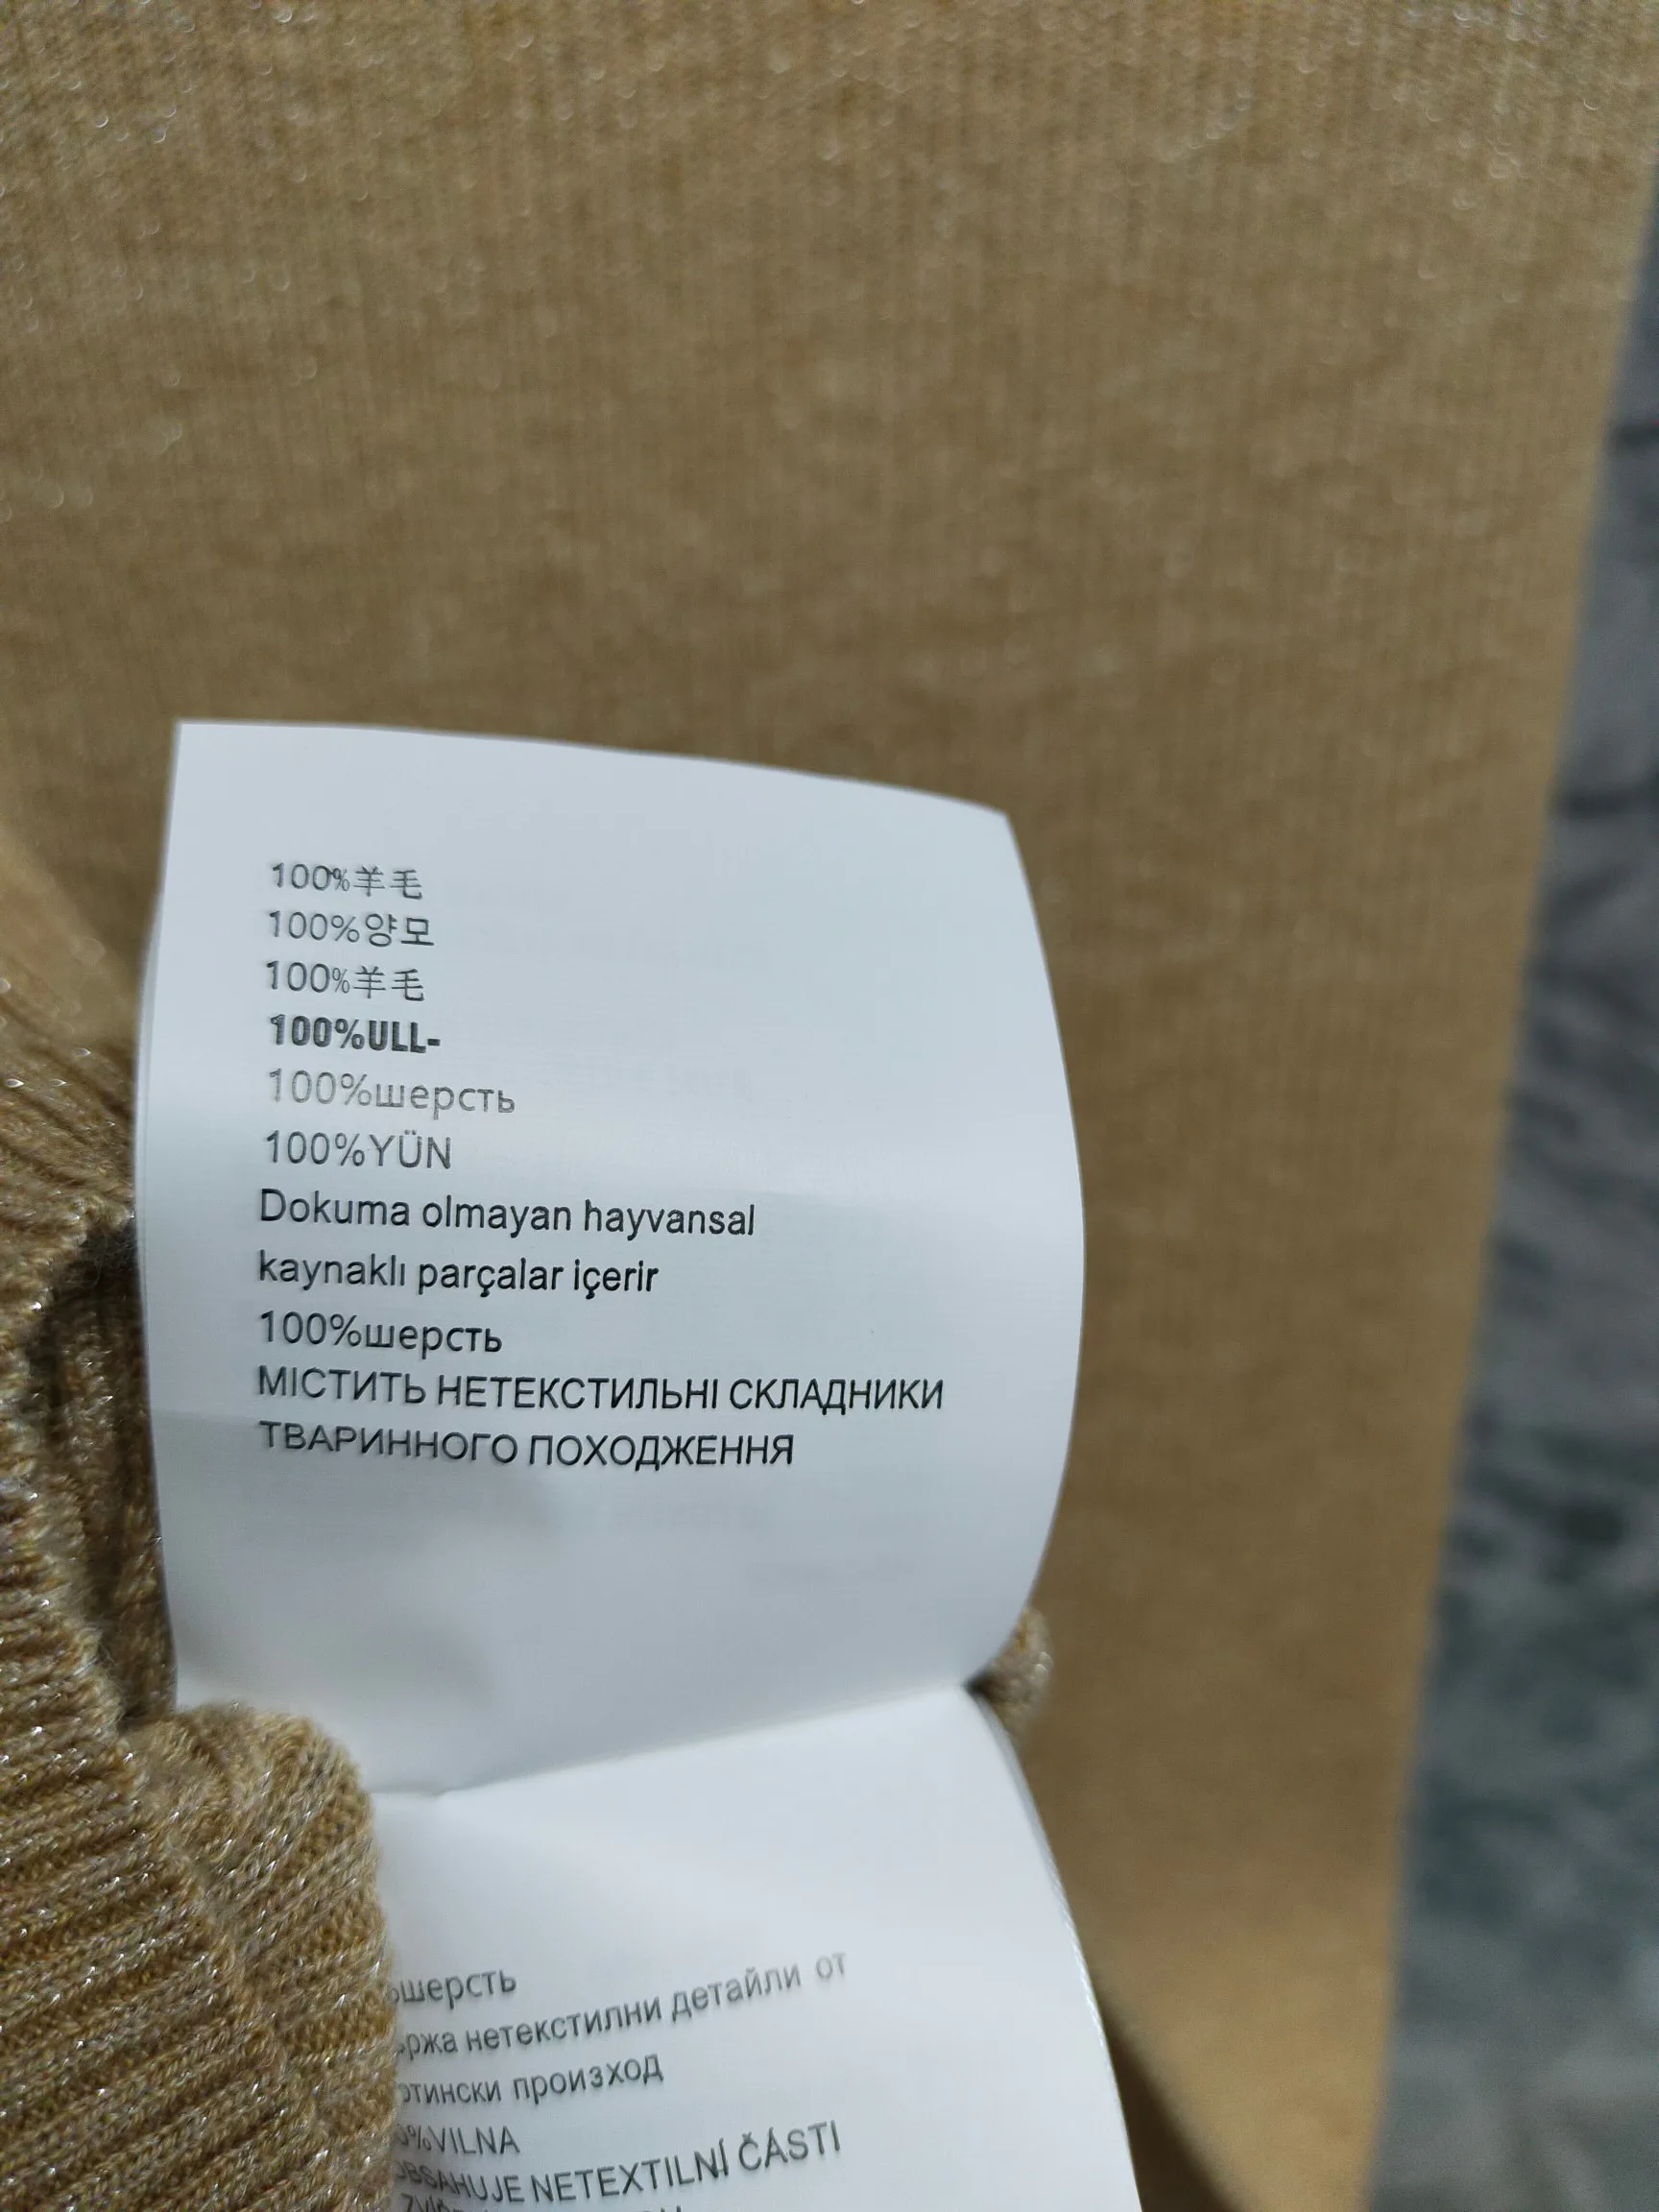 100%羊毛
100%양모
100%羊毛
100%ULL-
100%шерсть
100%YÜN
Dokuma olmayan hayvansal
kaynaklı parçalar içerir
100%шерсть
МІСТИТЬ НЕТЕКСТИЛЬНІ СКЛАДНИКИ
ТВАРИННОГО ПОХОДЖЕННЯ
шерсть
нетекстилни детайли от
произход
%VILNA
NETEXTILNÍ ČÁSTI